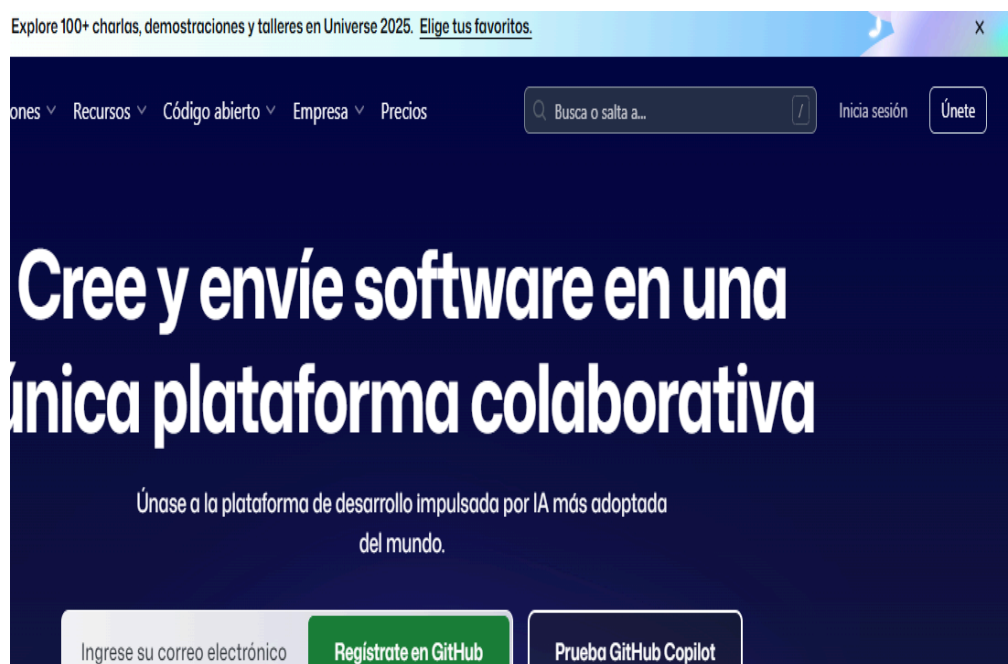 Explore 100+ charlas, demostraciones y talleres en Universe 2025. Elige tus favoritos. X
ones Recursos Código abierto Empresa Precios Busca o salta a... / Inicia sesión Únete
Cree y envíe software en una
única plataforma colaborativa
Únase a la plataforma de desarrollo impulsada por IA más adoptada
del mundo.
Ingrese su correo electrónico Regístrate en GitHub Prueba GitHub Copilot